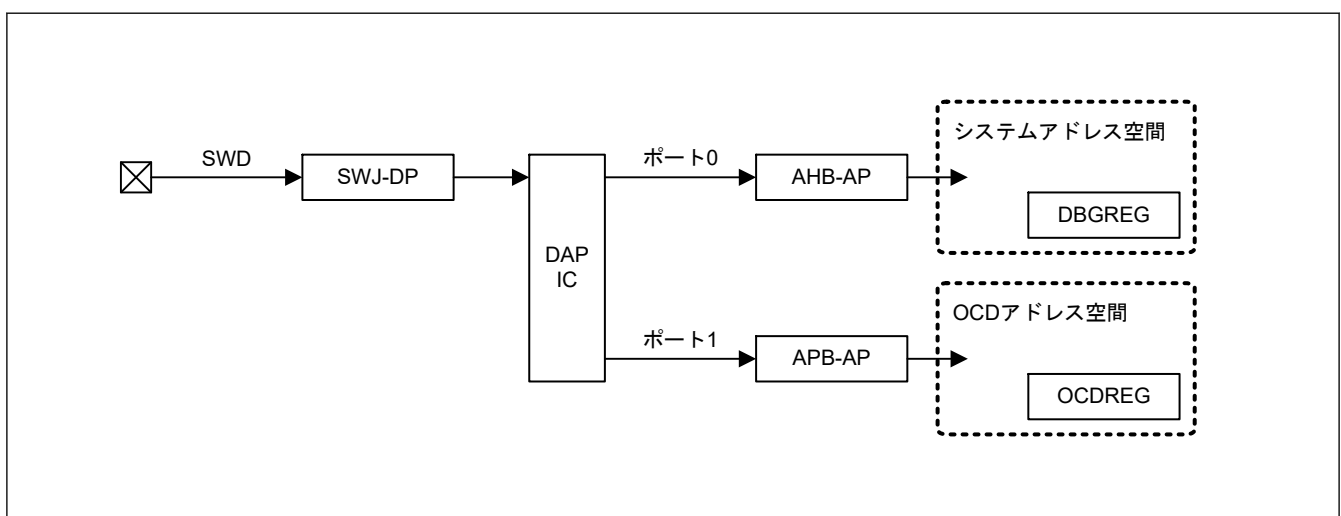 SWD
SWJ-DP
DAP
IC
ポート0
AHB-AP
システムアドレス空間
DBGREG
ポート1
APB-AP
OCDアドレス空間
OCDREG